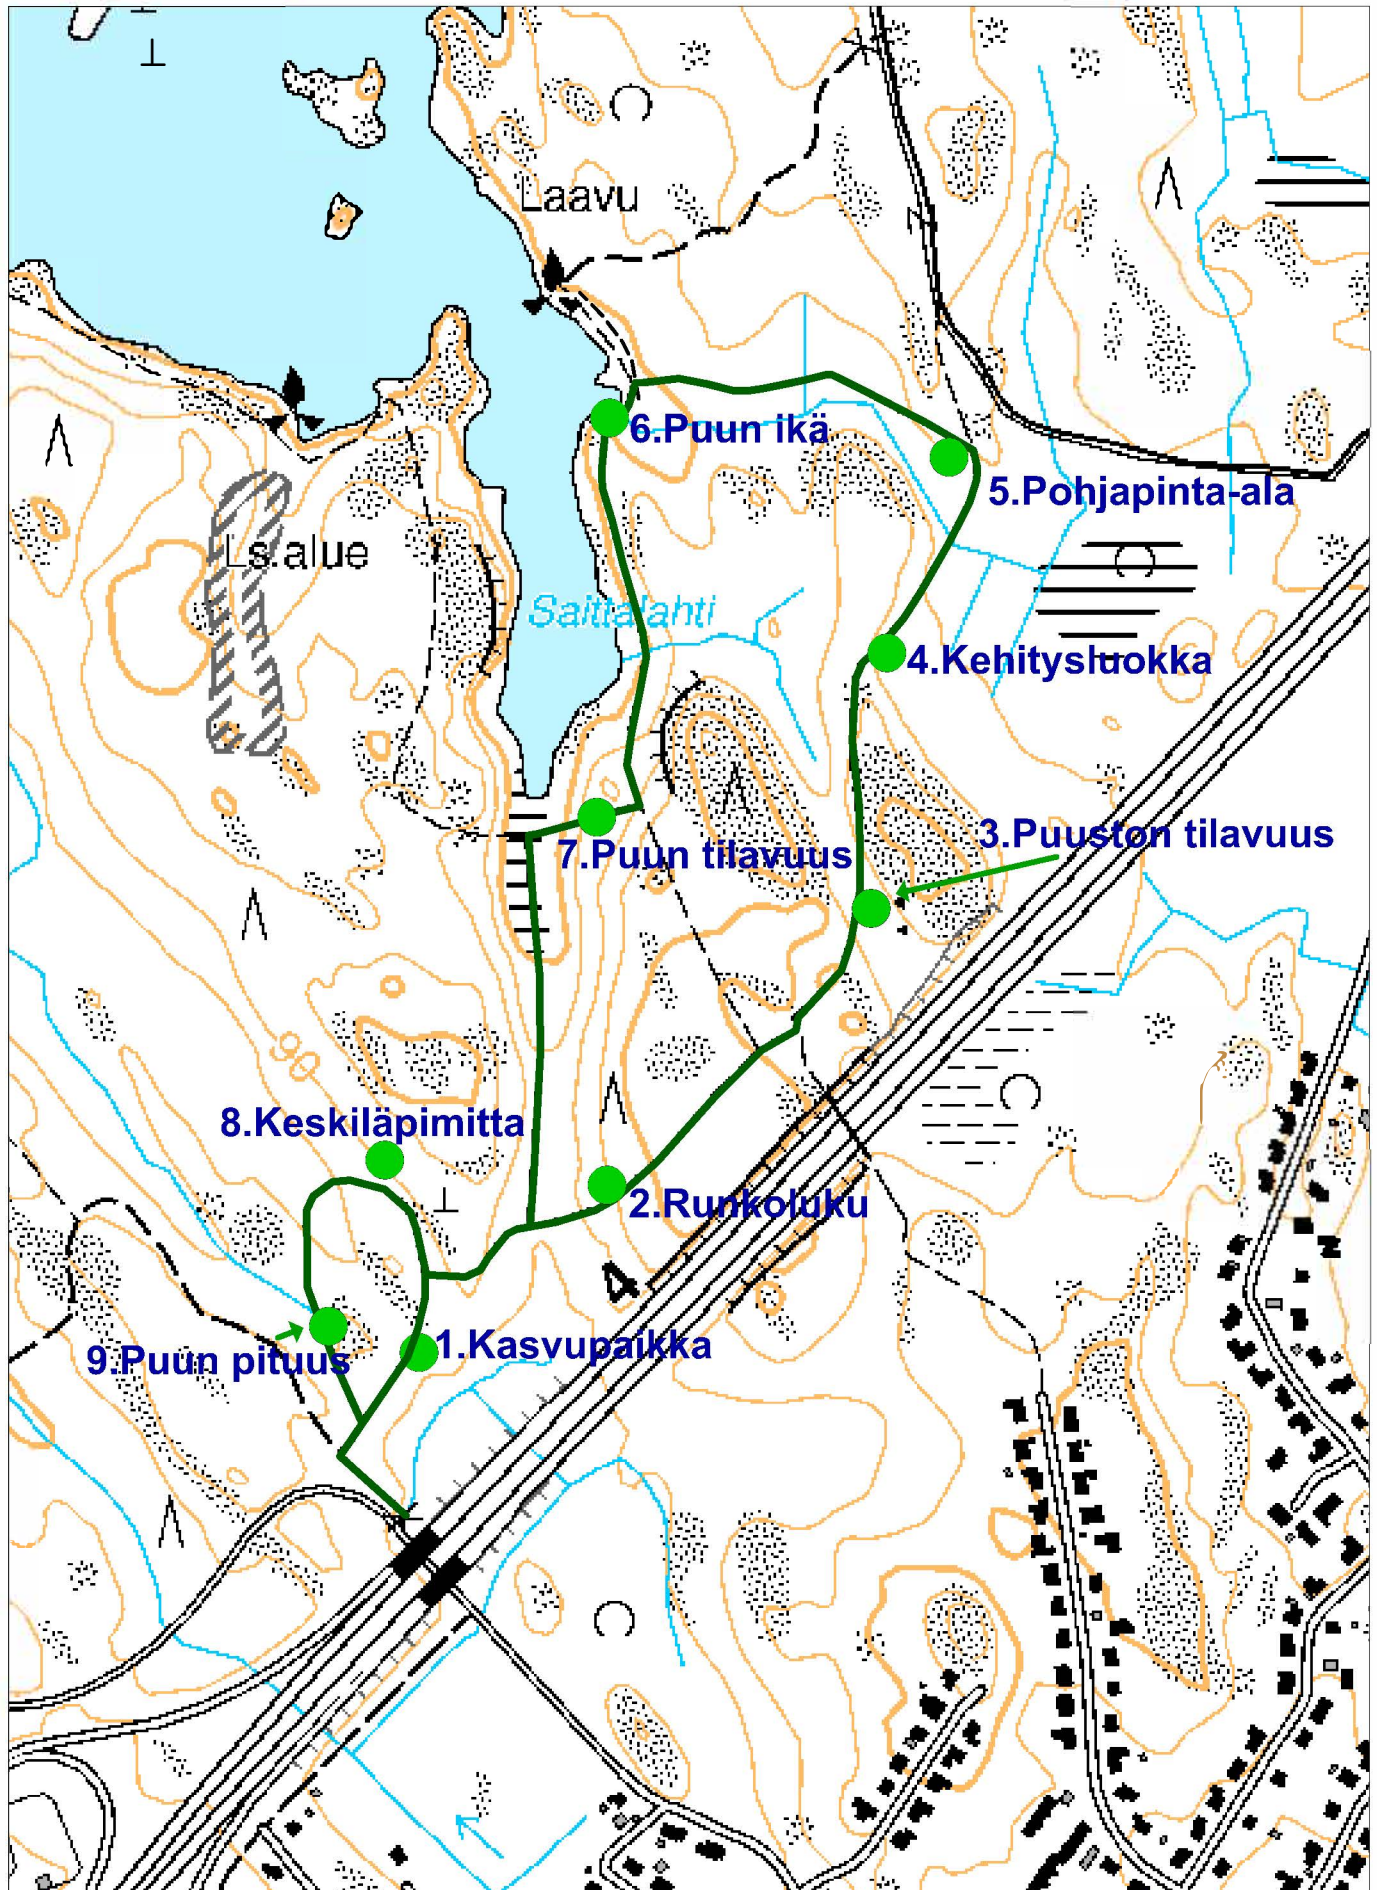 Laavu
6.Puun ikä
5.Pohjapinta-ala
Ls.alue
Saittalahti
4.Kehitysluokka
3.Puuston tilavuus
7.Puun tilavuus
90
8.Keskiläpimitta
2.Runkoluku
4
1.Kasvupaikka
9.Puun pituus